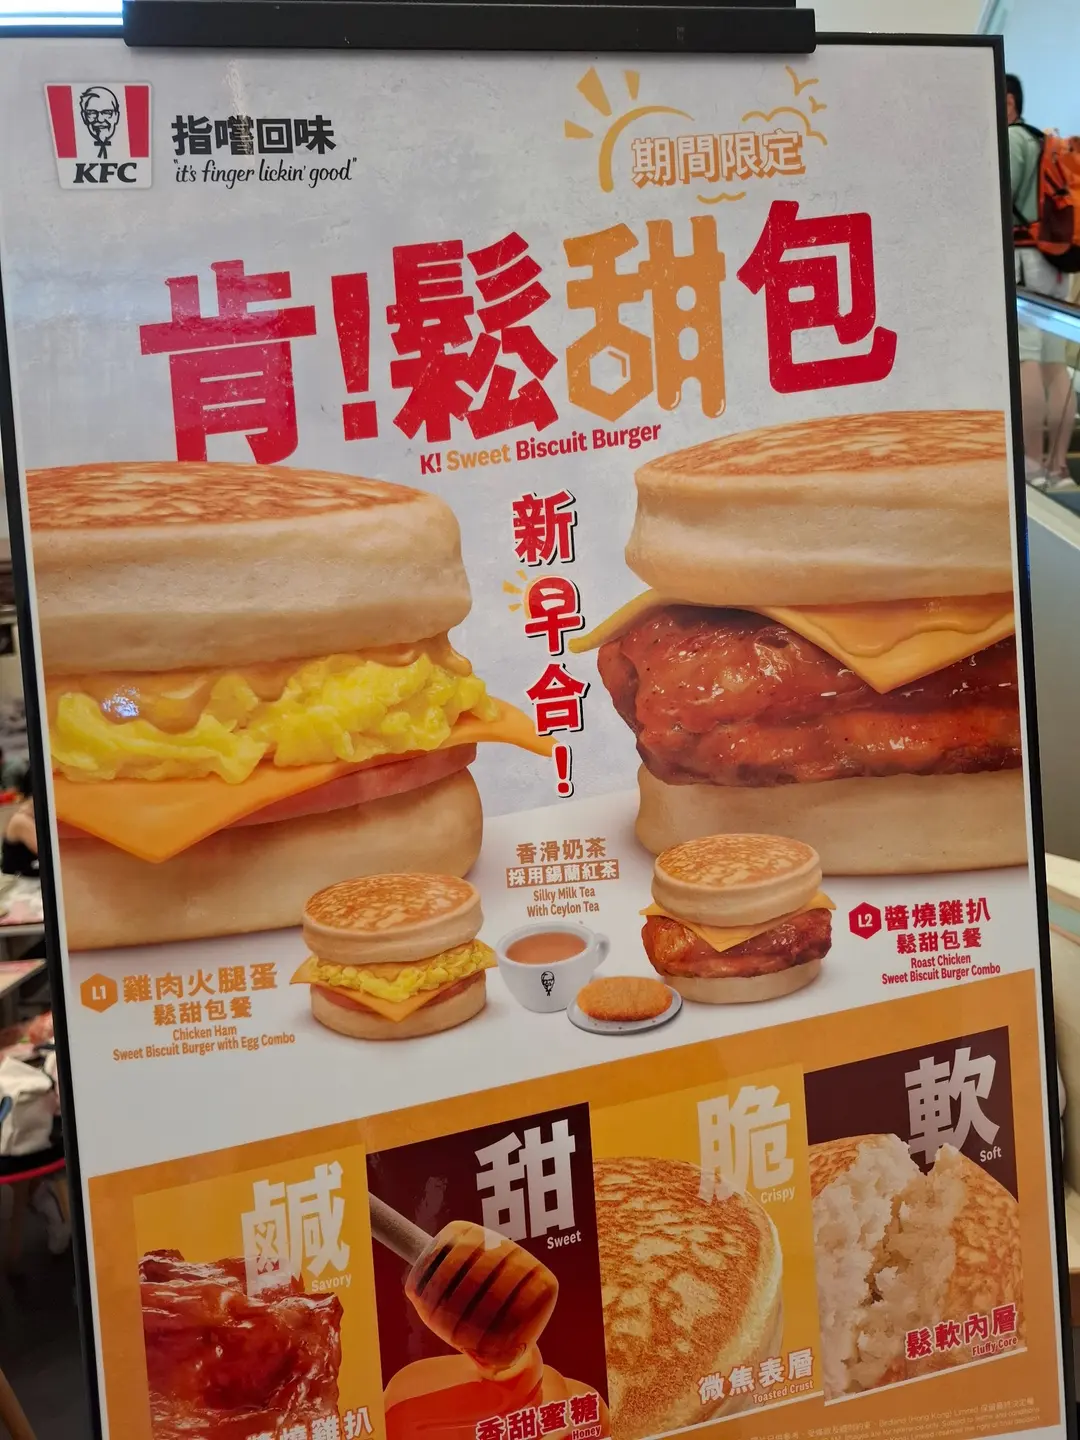 KFC
指嚐回味
"it's finger lickin' good"
期間限定
肯!鬆甜包
K! Sweet Biscuit Burger
新早合!
香滑奶茶
採用錫蘭紅茶
Silky Milk Tea
With Ceylon Tea
L1 雞肉火腿蛋
鬆甜包餐
Chicken Ham
Sweet Biscuit Burger with Egg Combo
L2 醬燒雞扒
鬆甜包餐
Roast Chicken
Sweet Biscuit Burger Combo
鹹
Savory
醬燒雞扒
甜
Sweet
香甜蜜糖
Honey
脆
Crispy
微焦表層
Toasted Crust
軟
Soft
鬆軟內層
Fluffy Core